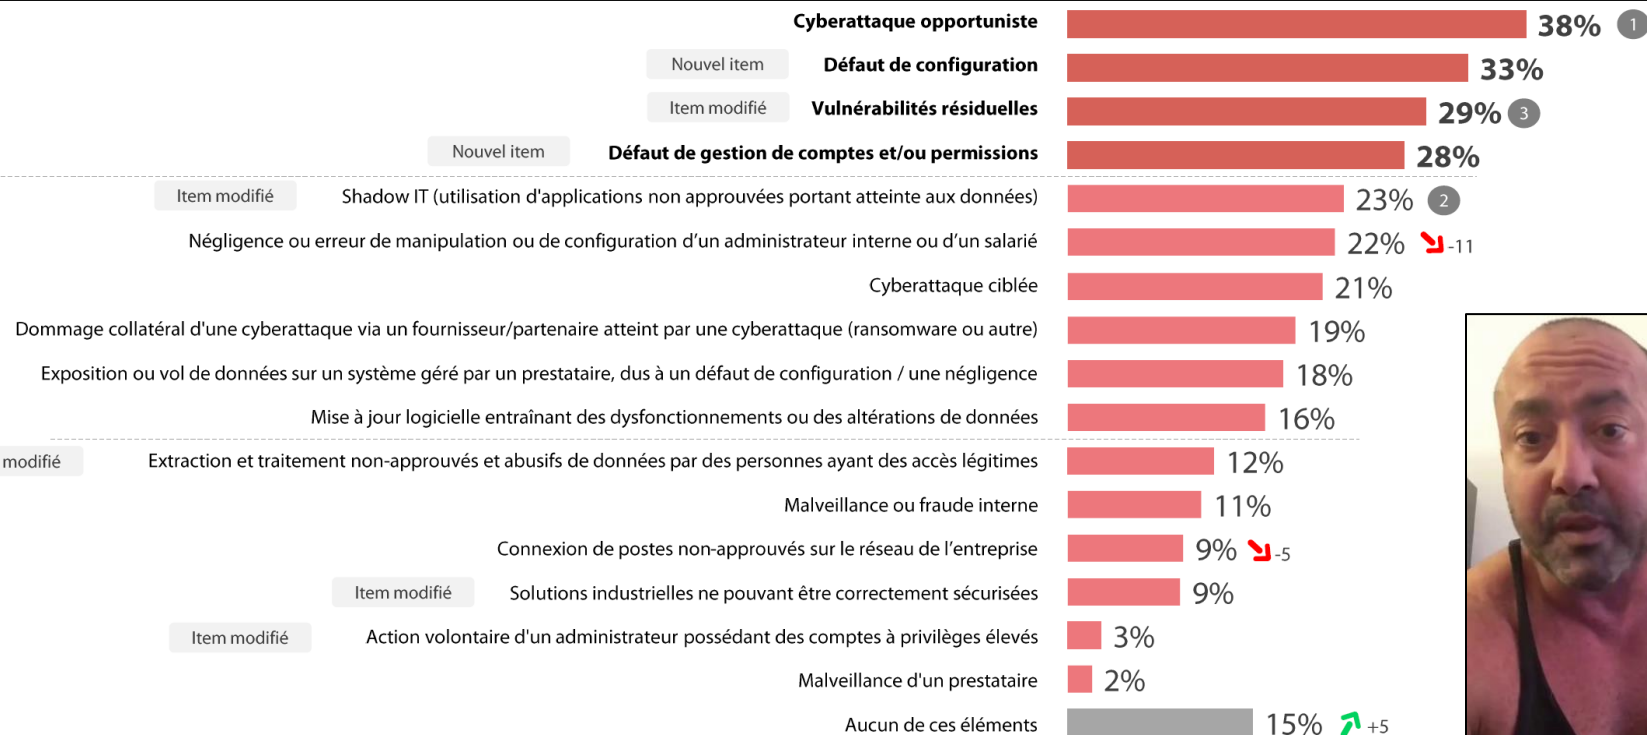 Cyberattaque opportuniste 38% 1
Nouvel item Défaut de configuration 33%
Item modifié Vulnérabilités résiduelles 29% 3
Nouvel item Défaut de gestion de comptes et/ou permissions 28%
Item modifié Shadow IT (utilisation d'applications non approuvées portant atteinte aux données) 23% 2
Négligence ou erreur de manipulation ou de configuration d’un administrateur interne ou d’un salarié 22% -11
Cyberattaque ciblée 21%
Dommage collatéral d'une cyberattaque via un fournisseur/partenaire atteint par une cyberattaque (ransomware ou autre) 19%
Exposition ou vol de données sur un système géré par un prestataire, dus à un défaut de configuration / une négligence 18%
Mise à jour logicielle entraînant des dysfonctionnements ou des altérations de données 16%
modifié Extraction et traitement non-approuvés et abusifs de données par des personnes ayant des accès légitimes 12%
Malveillance ou fraude interne 11%
Connexion de postes non-approuvés sur le réseau de l’entreprise 9% -5
Item modifié Solutions industrielles ne pouvant être correctement sécurisées 9%
Item modifié Action volontaire d'un administrateur possédant des comptes à privilèges élevés 3%
Malveillance d'un prestataire 2%
Aucun de ces éléments 15% +5